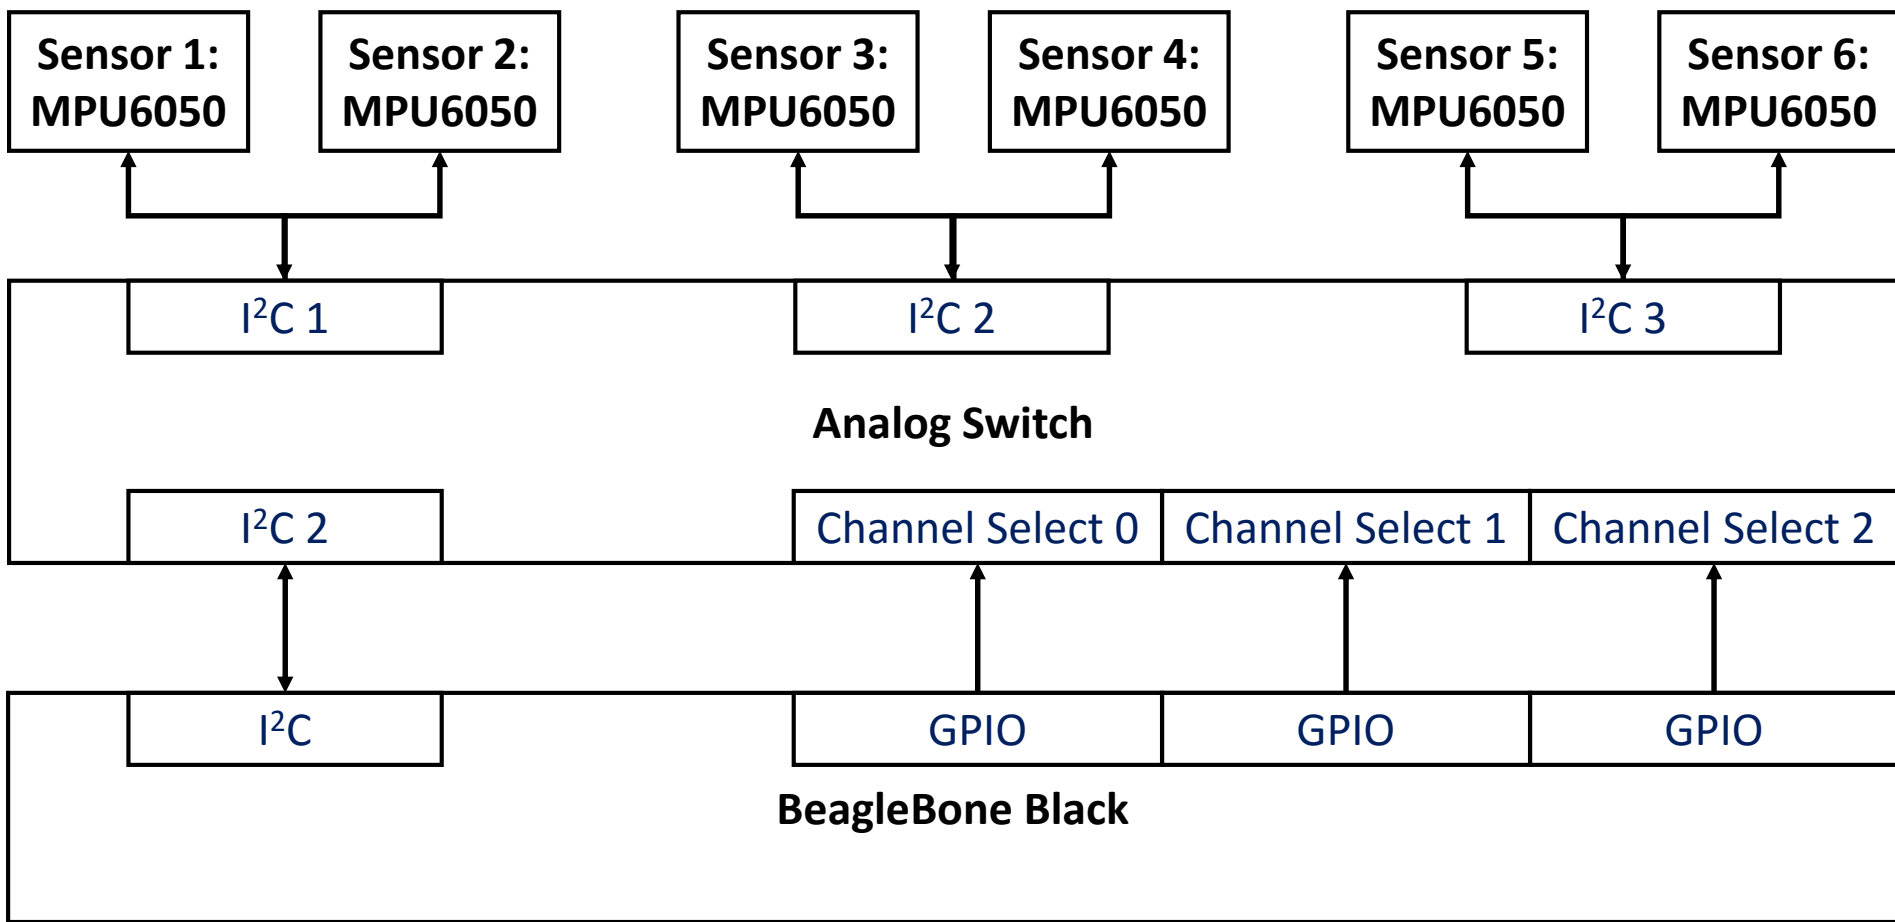 Sensor 1:
MPU6050
Sensor 2:
MPU6050
Sensor 3:
MPU6050
Sensor 4:
MPU6050
Sensor 5:
MPU6050
Sensor 6:
MPU6050
I²C 1
I²C 2
I²C 3
Analog Switch
I²C 2
Channel Select 0
Channel Select 1
Channel Select 2
I²C
GPIO
GPIO
GPIO
BeagleBone Black